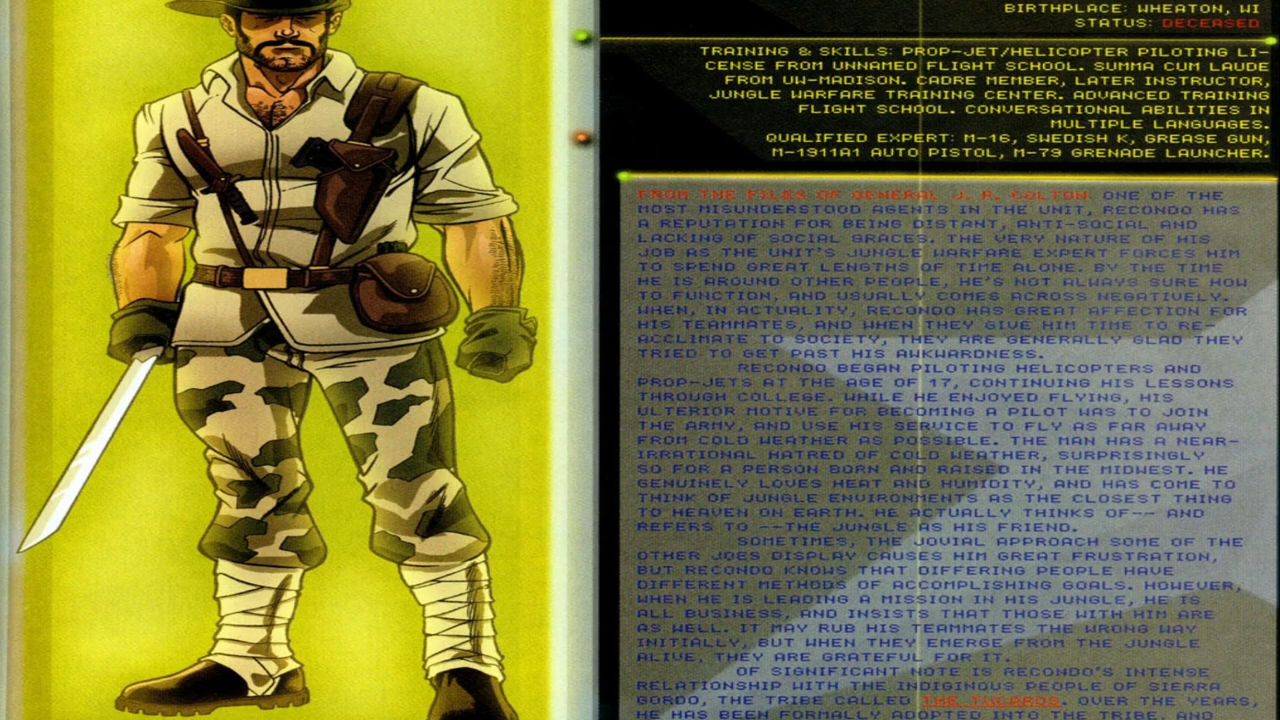 BIRTHPLACE: WHEATON, WI
STATUS: DECEASED
TRAINING & SKILLS: PROP-JET/HELICOPTER PILOTING LI-
CENSE FROM UNNAMED FLIGHT SCHOOL. SUMMA CUM LAUDE
FROM UW-MADISON. CADRE MEMBER, LATER INSTRUCTOR,
JUNGLE WARFARE TRAINING CENTER. ADVANCED TRAINING
FLIGHT SCHOOL. CONVERSATIONAL ABILITIES IN
MULTIPLE LANGUAGES.
QUALIFIED EXPERT: M-16, SWEDISH K, GREASE GUN,
M-1911A1 AUTO PISTOL, M-79 GRENADE LAUNCHER.
FROM THE FILES OF GENERAL J. R. COLTON: ONE OF THE
MOST MISUNDERSTOOD AGENTS IN THE UNIT, RECONDO HAS
A REPUTATION FOR BEING DISTANT, ANTI-SOCIAL AND
LACKING OF SOCIAL GRACES. THE VERY NATURE OF HIS
JOB AS THE UNIT'S JUNGLE WARFARE EXPERT FORCES HIM
TO SPEND GREAT LENGTHS OF TIME ALONE. BY THE TIME
HE IS AROUND OTHER PEOPLE, HE'S NOT ALWAYS SURE HOW
TO FUNCTION, AND USUALLY COMES ACROSS NEGATIVELY.
WHEN, IN ACTUALITY, RECONDO HAS GREAT AFFECTION FOR
HIS TEAMMATES, AND WHEN THEY GIVE HIM TIME TO RE-
ACCLIMATE TO SOCIETY, THEY ARE GENERALLY GLAD THEY
TRIED TO GET PAST HIS AWKWARDNESS.
RECONDO BEGAN PILOTING HELICOPTERS AND
PROP-JETS AT THE AGE OF 17, CONTINUING HIS LESSONS
THROUGH COLLEGE. WHILE HE ENJOYED FLYING, HIS
ULTERIOR MOTIVE FOR BECOMING A PILOT WAS TO JOIN
THE ARMY, AND USE HIS SERVICE TO FLY AS FAR AWAY
FROM COLD WEATHER AS POSSIBLE. THE MAN HAS A NEAR-
IRRATIONAL HATRED OF COLD WEATHER, SURPRISINGLY
SO FOR A PERSON BORN AND RAISED IN THE MIDWEST. HE
GENUINELY LOVES HEAT AND HUMIDITY, AND HAS COME TO
THINK OF JUNGLE ENVIRONMENTS AS THE CLOSEST THING
TO HEAVEN ON EARTH. HE ACTUALLY THINKS OF-- AND
REFERS TO --THE JUNGLE AS HIS FRIEND.
SOMETIMES, THE JOVIAL APPROACH SOME OF THE
OTHER JOES DISPLAY CAUSES HIM GREAT FRUSTRATION,
BUT RECONDO KNOWS THAT DIFFERING PEOPLE HAVE
DIFFERENT METHODS OF ACCOMPLISHING GOALS. HOWEVER,
WHEN HE IS LEADING A MISSION IN HIS JUNGLE, HE IS
ALL BUSINESS, AND INSISTS THAT THOSE WITH HIM ARE
AS WELL. IT MAY RUB HIS TEAMMATES THE WRONG WAY
INITIALLY, BUT WHEN THEY EMERGE FROM THE JUNGLE
ALIVE, THEY ARE GRATEFUL FOR IT.
OF SIGNIFICANT NOTE IS RECONDO'S INTENSE
RELATIONSHIP WITH THE INDIGINOUS PEOPLE OF SIERRA
GORDO, THE TRIBE CALLED THE TUCAROS. OVER THE YEARS,
HE HAS BEEN FORMALLY ADOPTED INTO THE TRIBE, AND